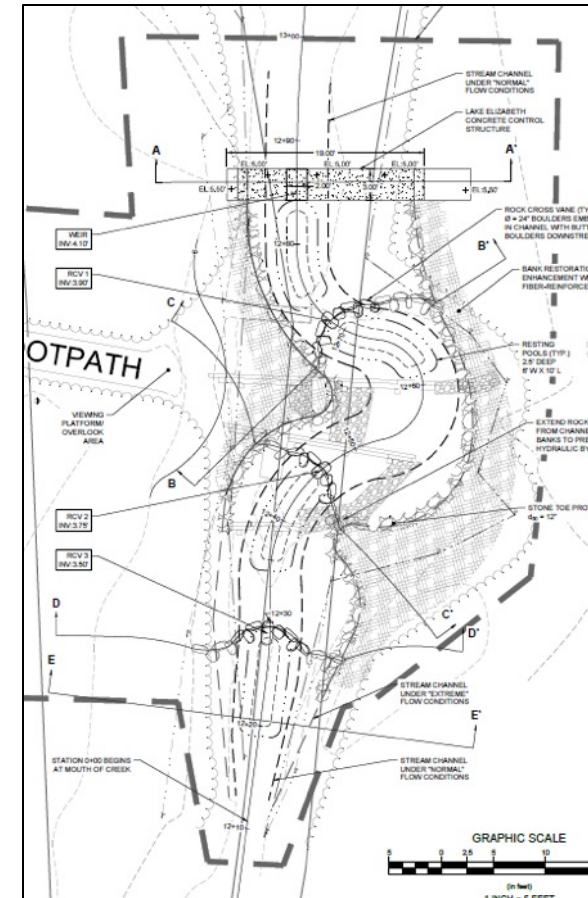 13+00
STREAM CHANNEL
UNDER "NORMAL"
FLOW CONDITIONS
LAKE ELIZABETH
CONCRETE CONTROL
STRUCTURE
12+90
A
19.00'
A'
EL:5.00'
EL:5.00'
EL:5.00'
EL:5.50'
2.00'
3.00'
EL:5.50'
ROCK CROSS VANE (TY
Ø = 24" BOULDERS EMB
IN CHANNEL WITH BUTT
BOULDERS DOWNSTRE
WEIR
INV:4.10'
12+80
B'
RCV 1
INV:3.90'
BANK RESTORATIO
ENHANCEMENT WI
FIBER-REINFORCE
C
OTPATH
RESTING
POOLS (TYP.)
2.5' DEEP
6' W X 10' L
12+60
VIEWING
PLATFORM/
OVERLOOK
AREA
EXTEND ROCK
FROM CHANNE
BANKS TO PRE
HYDRAULIC BY
B
RCV 2
INV:3.75'
STONE TOE PRO
d50 = 12"
RCV 3
INV:3.50'
12+30
C'
D
D'
E
STREAM CHANNEL
UNDER "EXTREME"
FLOW CONDITIONS
12+20
E'
STATION 0+00 BEGINS
AT MOUTH OF CREEK
STREAM CHANNEL
UNDER "NORMAL"
FLOW CONDITIONS
12+10
GRAPHIC SCALE
5
0
2.5
5
10
(in feet)
1 INCH = 5 FEET